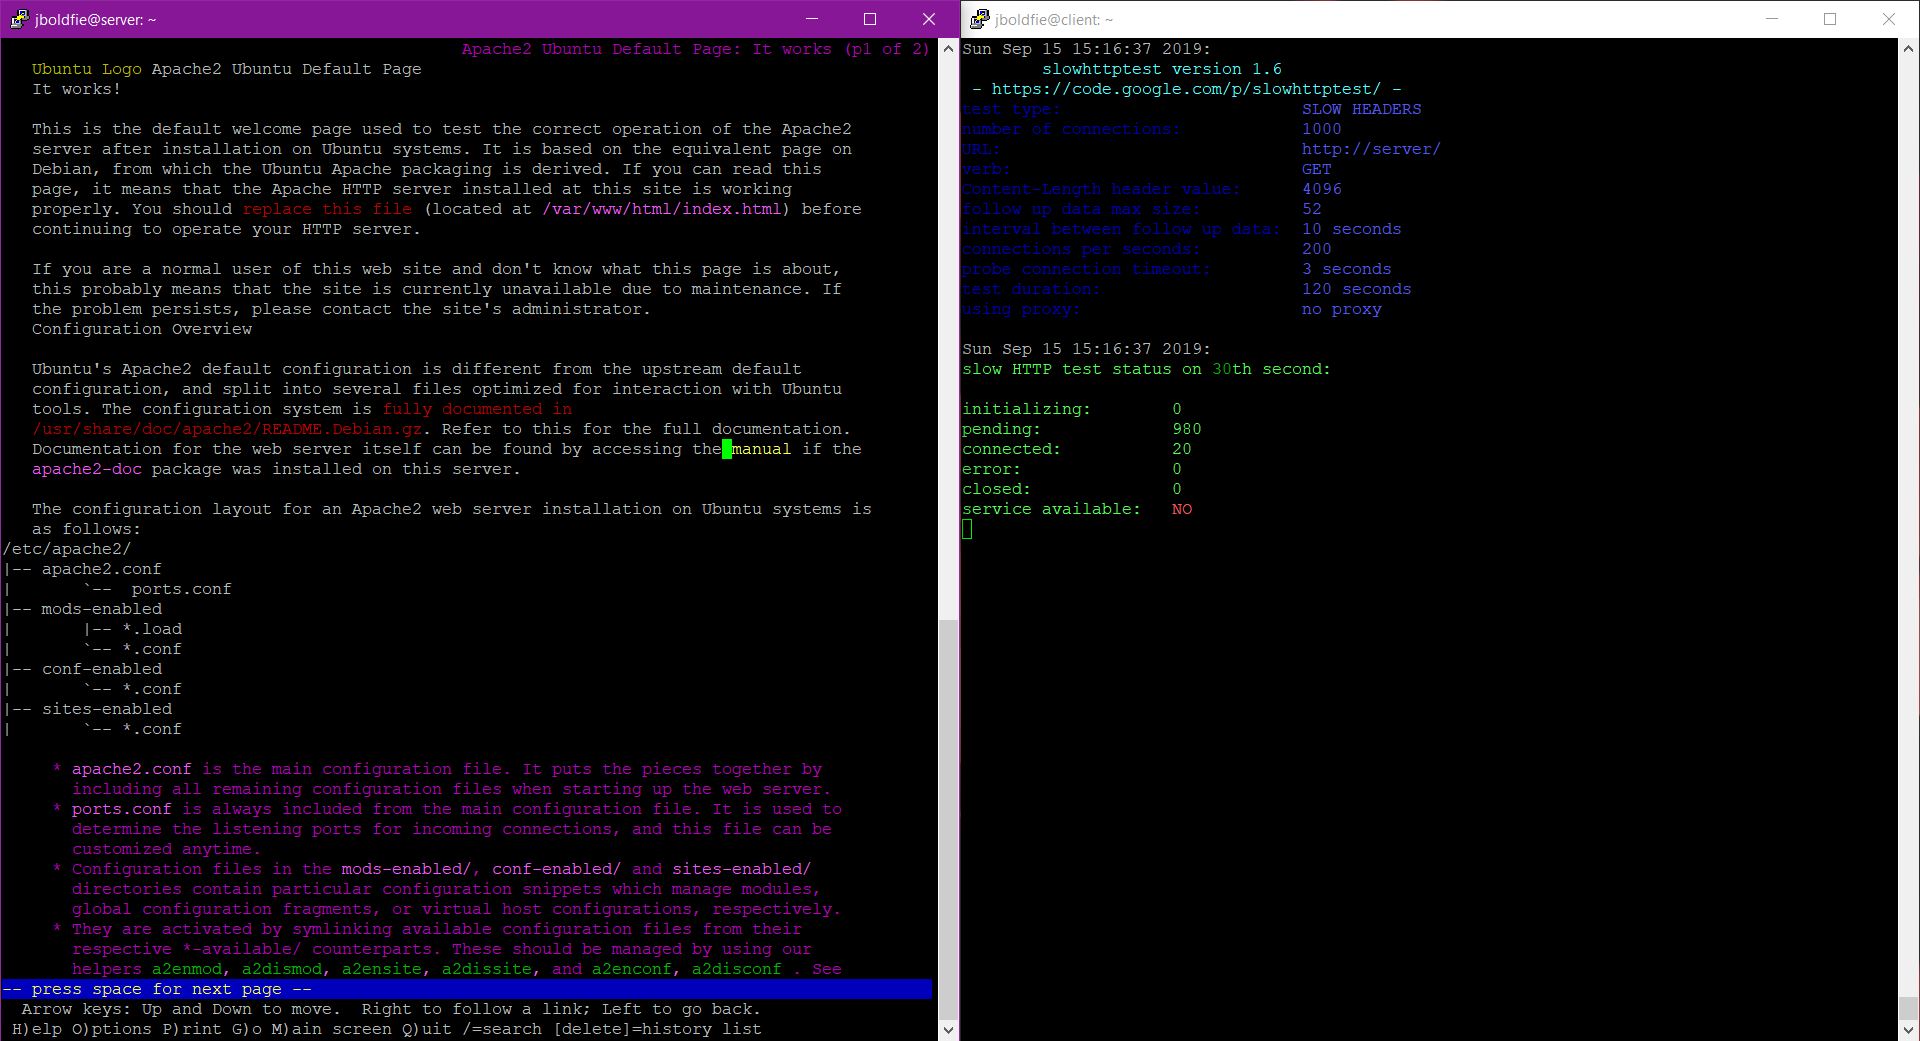 jboldfie@server: ~
Apache2 Ubuntu Default Page: It works (p1 of 2)
Ubuntu Logo Apache2 Ubuntu Default Page
It works!
This is the default welcome page used to test the correct operation of the Apache2
server after installation on Ubuntu systems. It is based on the equivalent page on
Debian, from which the Ubuntu Apache packaging is derived. If you can read this
page, it means that the Apache HTTP server installed at this site is working
properly. You should replace this file (located at /var/www/html/index.html) before
continuing to operate your HTTP server.
If you are a normal user of this web site and don't know what this page is about,
this probably means that the site is currently unavailable due to maintenance. If
the problem persists, please contact the site's administrator.
Configuration Overview
Ubuntu's Apache2 default configuration is different from the upstream default
configuration, and split into several files optimized for interaction with Ubuntu
tools. The configuration system is fully documented in
/usr/share/doc/apache2/README.Debian.gz. Refer to this for the full documentation.
Documentation for the web server itself can be found by accessing the manual if the
apache2-doc package was installed on this server.
The configuration layout for an Apache2 web server installation on Ubuntu systems is
as follows:
/etc/apache2/
|-- apache2.conf
|       `--  ports.conf
|-- mods-enabled
|       |-- *.load
|       `-- *.conf
|-- conf-enabled
|       `-- *.conf
|-- sites-enabled
|       `-- *.conf
* apache2.conf is the main configuration file. It puts the pieces together by
including all remaining configuration files when starting up the web server.
* ports.conf is always included from the main configuration file. It is used to
determine the listening ports for incoming connections, and this file can be
customized anytime.
* Configuration files in the mods-enabled/, conf-enabled/ and sites-enabled/
directories contain particular configuration snippets which manage modules,
global configuration fragments, or virtual host configurations, respectively.
* They are activated by symlinking available configuration files from their
respective *-available/ counterparts. These should be managed by using our
helpers a2enmod, a2dismod, a2ensite, a2dissite, and a2enconf, a2disconf . See
-- press space for next page --
Arrow keys: Up and Down to move.  Right to follow a link; Left to go back.
H)elp O)ptions P)rint G)o M)ain screen Q)uit /=search [delete]=history list
jboldfie@client: ~
Sun Sep 15 15:16:37 2019:
slowhttptest version 1.6
- https://code.google.com/p/slowhttptest/ -
test type: SLOW HEADERS
number of connections: 1000
URL: http://server/
verb: GET
Content-Length header value: 4096
follow up data max size: 52
interval between follow up data: 10 seconds
connections per seconds: 200
probe connection timeout: 3 seconds
test duration: 120 seconds
using proxy: no proxy
Sun Sep 15 15:16:37 2019:
slow HTTP test status on 30th second:
initializing: 0
pending: 980
connected: 20
error: 0
closed: 0
service available: NO